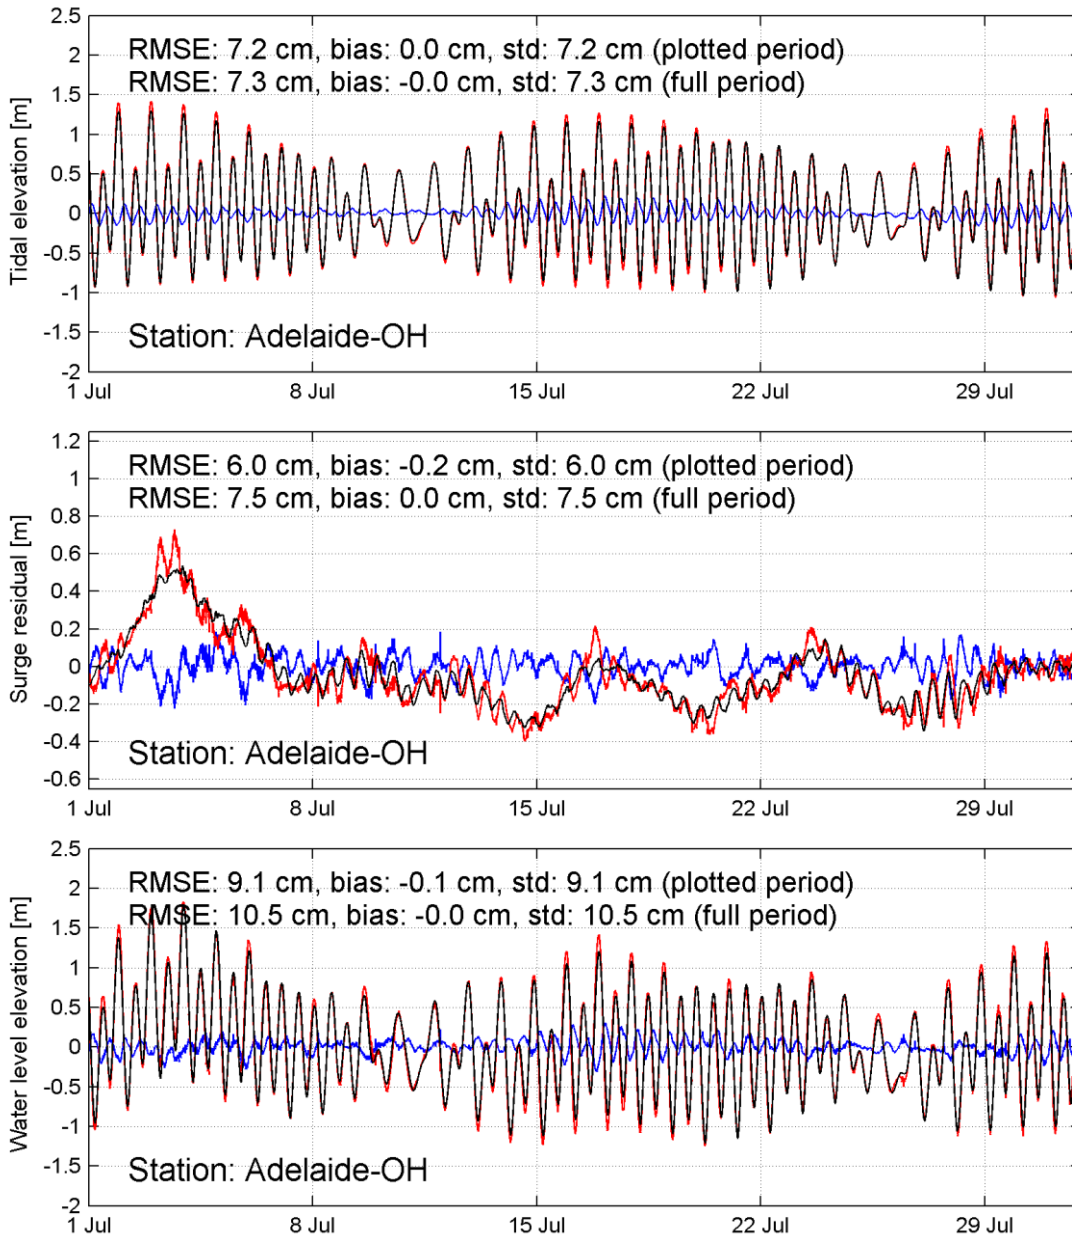 2.5
RMSE: 7.2 cm, bias: 0.0 cm, std: 7.2 cm (plotted period)
2
RMSE: 7.3 cm, bias: -0.0 cm, std: 7.3 cm (full period)
1.5
1
0.5
0
-0.5
-1
-1.5
-2
Tidal elevation [m]
Station: Adelaide-OH
1 Jul
8 Jul
15 Jul
22 Jul
29 Jul
1.2
RMSE: 6.0 cm, bias: -0.2 cm, std: 6.0 cm (plotted period)
1
RMSE: 7.5 cm, bias: 0.0 cm, std: 7.5 cm (full period)
0.8
0.6
0.4
0.2
0
-0.2
-0.4
-0.6
Surge residual [m]
Station: Adelaide-OH
1 Jul
8 Jul
15 Jul
22 Jul
29 Jul
2.5
RMSE: 9.1 cm, bias: -0.1 cm, std: 9.1 cm (plotted period)
2
RMSE: 10.5 cm, bias: -0.0 cm, std: 10.5 cm (full period)
1.5
1
0.5
0
-0.5
-1
-1.5
-2
Water level elevation [m]
Station: Adelaide-OH
1 Jul
8 Jul
15 Jul
22 Jul
29 Jul